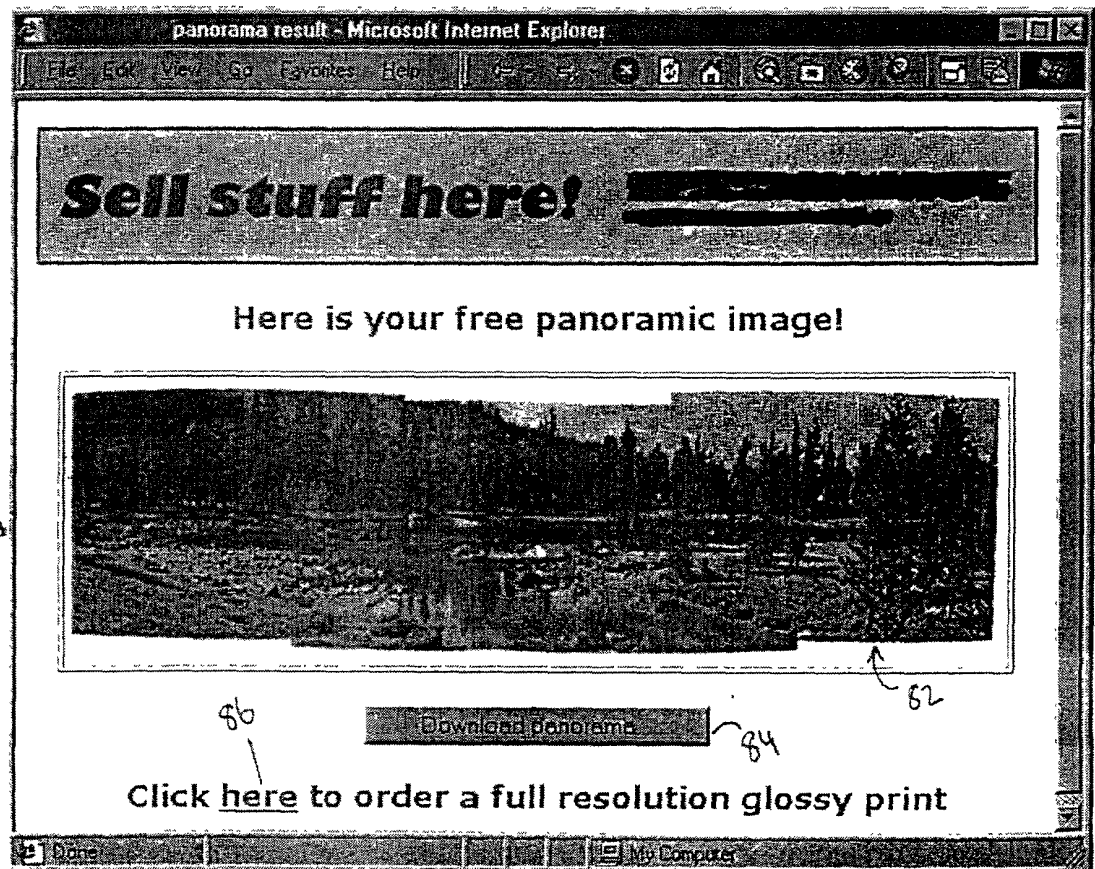 panorama result - Microsoft Internet Explorer
File Edit View Go Favorites Help
Sell stuff here!
Here is your free panoramic image!
82
Download panorama
84
86
Click here to order a full resolution glossy print
Done My Computer